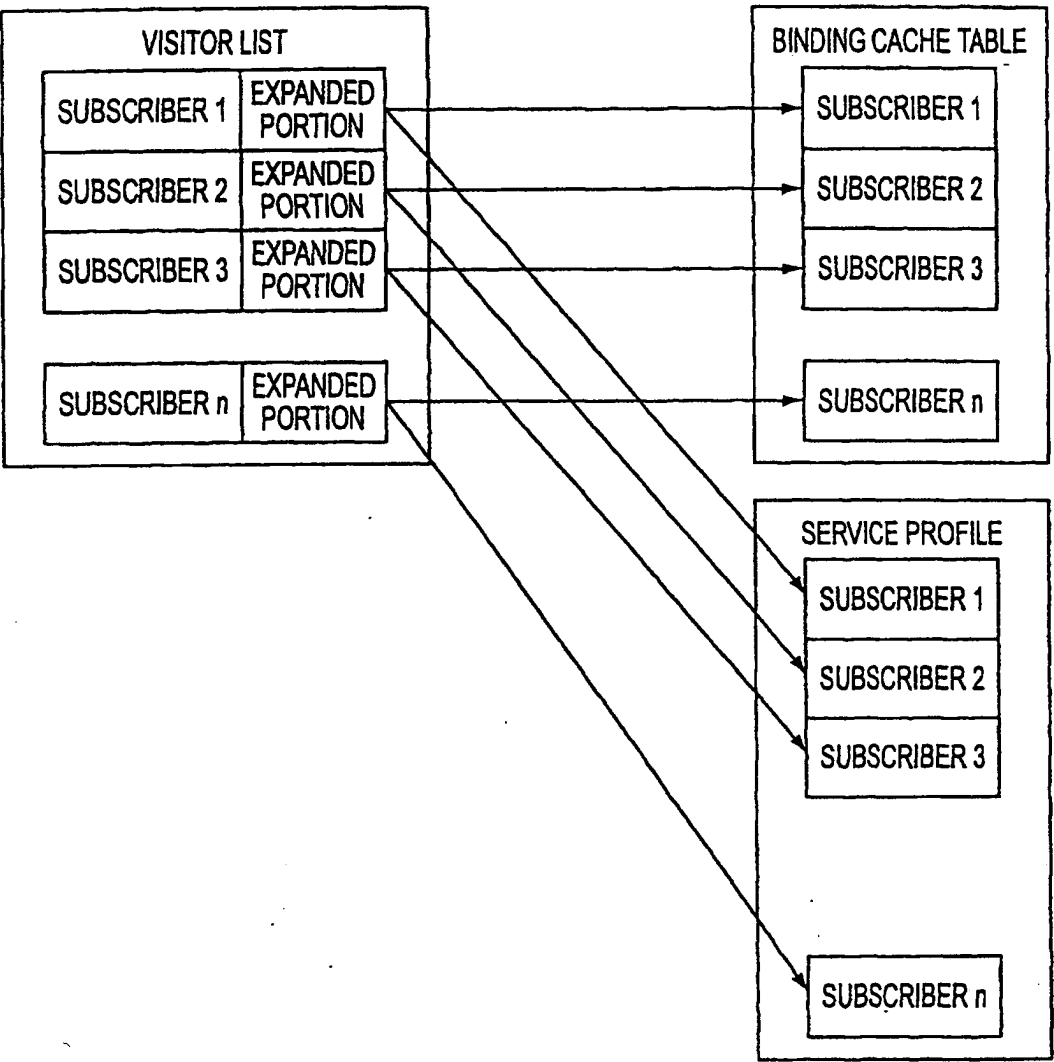 VISITOR LIST
SUBSCRIBER 1
EXPANDED
PORTION
SUBSCRIBER 2
EXPANDED
PORTION
SUBSCRIBER 3
EXPANDED
PORTION
SUBSCRIBER n
EXPANDED
PORTION
BINDING CACHE TABLE
SUBSCRIBER 1
SUBSCRIBER 2
SUBSCRIBER 3
SUBSCRIBER n
SERVICE PROFILE
SUBSCRIBER 1
SUBSCRIBER 2
SUBSCRIBER 3
SUBSCRIBER n